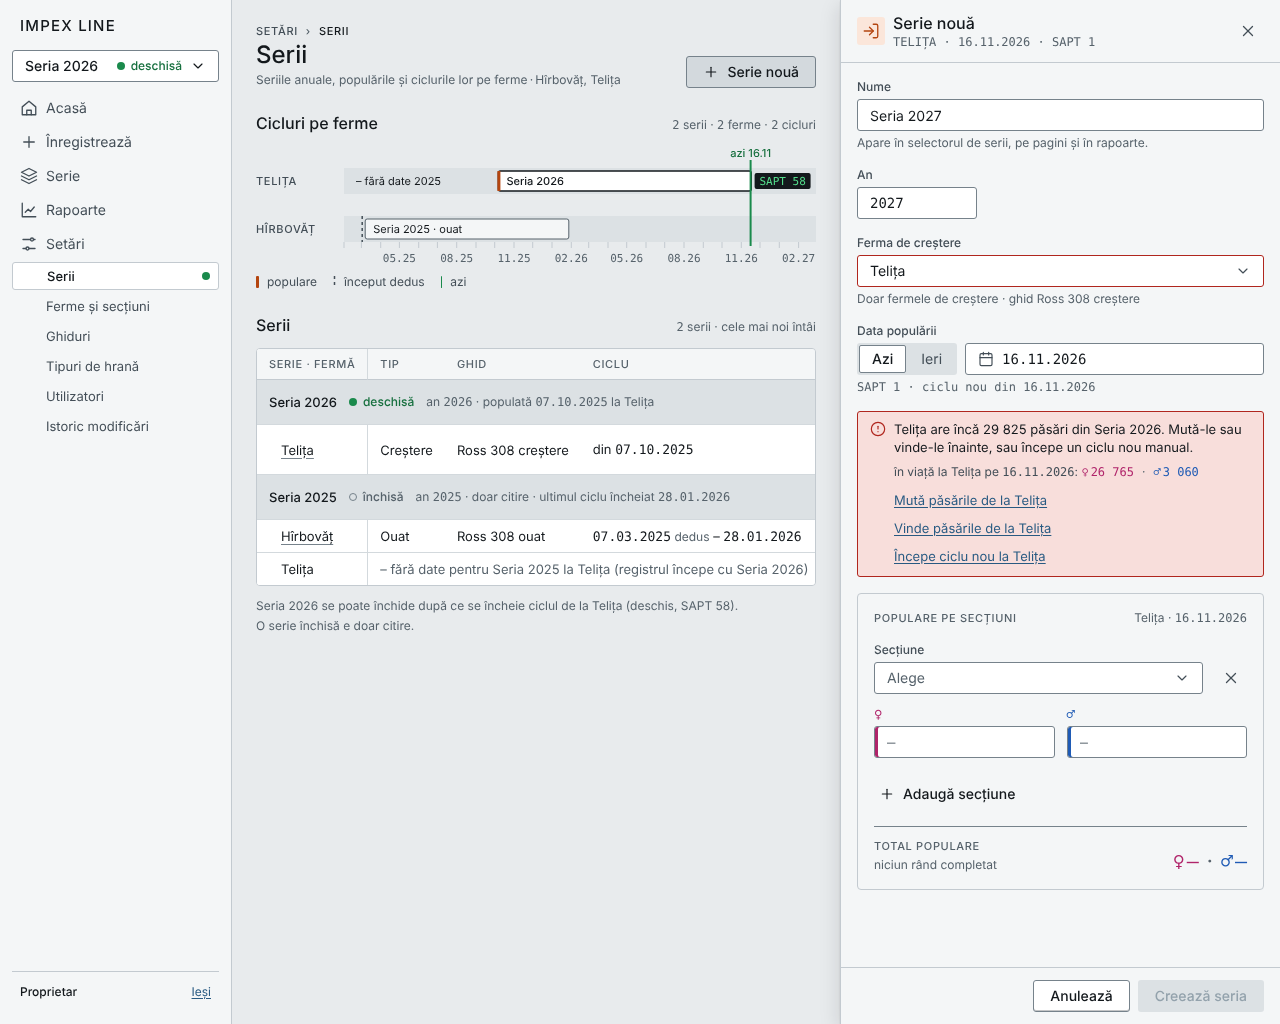 IMPEX LINE
Seria 2026 deschisă
Acasă
Înregistrează
Serie
Rapoarte
Setări
Serii
Ferme și secțiuni
Ghiduri
Tipuri de hrană
Utilizatori
Istoric modificări
Proprietar Ieși
SETĂRI › SERII
Serii
Seriile anuale, populările și ciclurile lor pe ferme · Hîrbovăț, Telița
Serie nouă
Cicluri pe ferme 2 serii · 2 ferme · 2 cicluri
azi 16.11
TELIȚA – fără date 2025 Seria 2026 SAPT 58
HÎRBOVĂȚ Seria 2025 · ouat
05.25 08.25 11.25 02.26 05.26 08.26 11.26 02.27
populare început dedus azi
Serii 2 serii · cele mai noi întâi
SERIE · FERMĂ TIP GHID CICLU
Seria 2026 deschisă an 2026 · populată 07.10.2025 la Telița
Telița Creștere Ross 308 creștere din 07.10.2025
Seria 2025 închisă an 2025 · doar citire · ultimul ciclu încheiat 28.01.2026
Hîrbovăț Ouat Ross 308 ouat 07.03.2025 dedus – 28.01.2026
Telița – fără date pentru Seria 2025 la Telița (registrul începe cu Seria 2026)
Seria 2026 se poate închide după ce se încheie ciclul de la Telița (deschis, SAPT 58).
O serie închisă e doar citire.
Serie nouă
TELIȚA · 16.11.2026 · SAPT 1
Nume
Seria 2027
Apare în selectorul de serii, pe pagini și în rapoarte.
An
2027
Ferma de creștere
Telița
Doar fermele de creștere · ghid Ross 308 creștere
Data populării
Azi Ieri 16.11.2026
SAPT 1 · ciclu nou din 16.11.2026
Telița are încă 29 825 păsări din Seria 2026. Mută-le sau
vinde-le înainte, sau începe un ciclu nou manual.
în viață la Telița pe 16.11.2026: ♀26 765 · ♂3 060
Mută păsările de la Telița
Vinde păsările de la Telița
Începe ciclu nou la Telița
POPULARE PE SECȚIUNI Telița · 16.11.2026
Secțiune
Alege
♀ ♂
– –
Adaugă secțiune
TOTAL POPULARE
niciun rând completat ♀— · ♂—
Anulează Creează seria